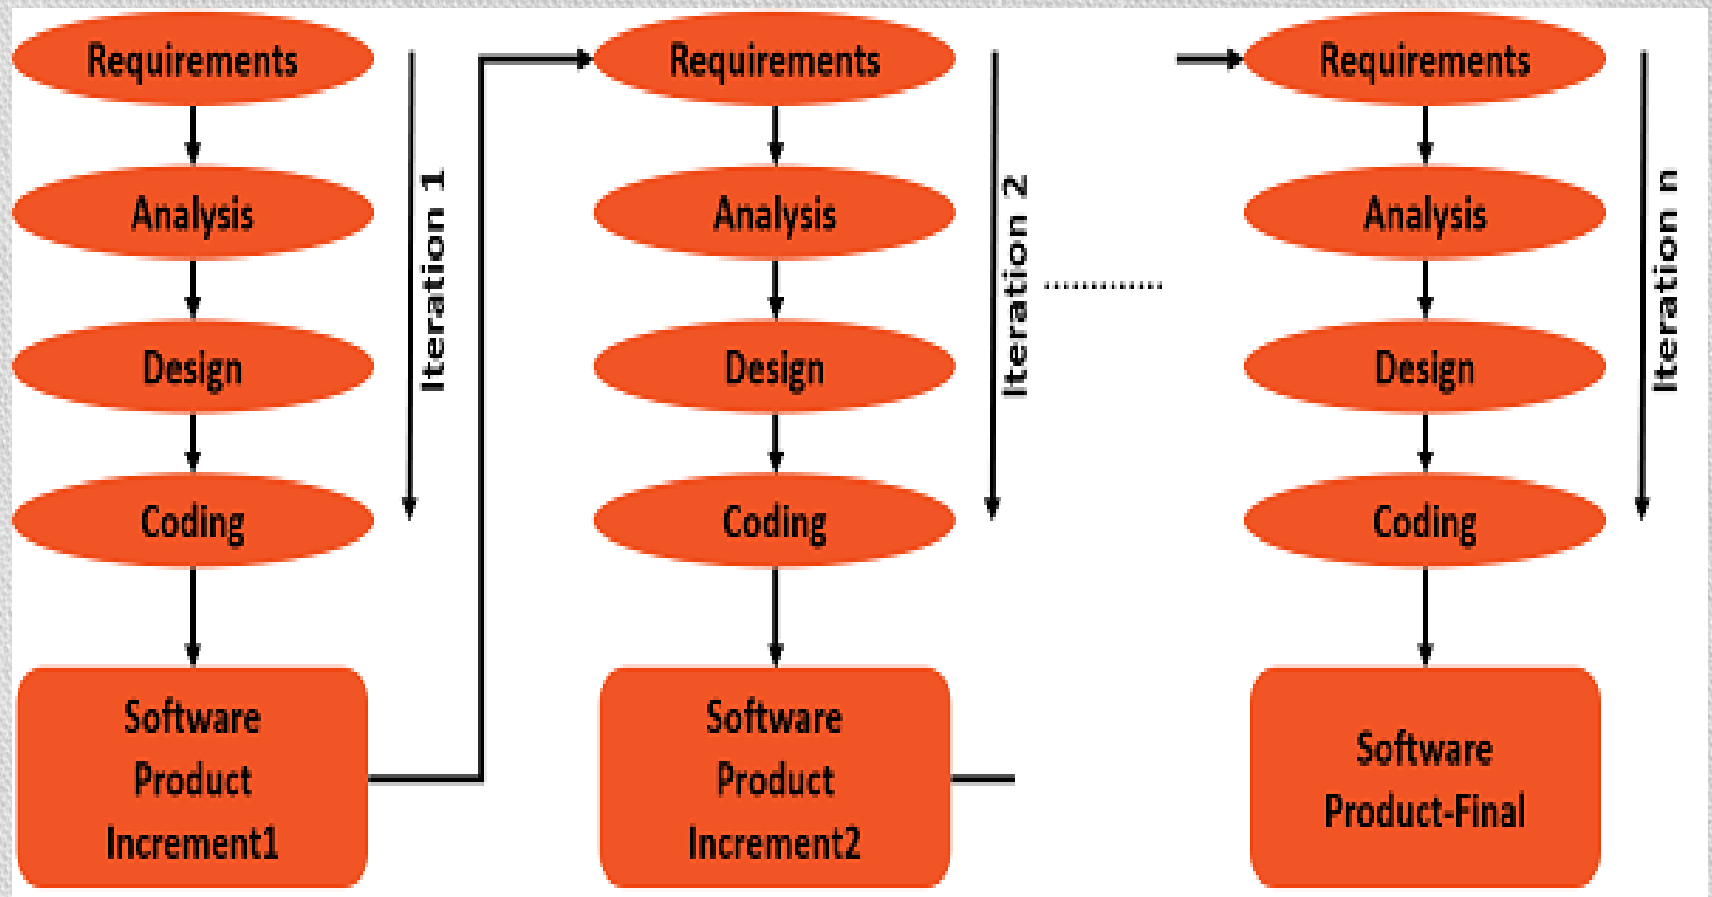 Requirements
Analysis
Design
Coding
Software
Product
Increment1
Iteration 1
Requirements
Analysis
Design
Coding
Software
Product
Increment2
Iteration 2
............
Requirements
Analysis
Design
Coding
Software
Product-Final
Iteration n